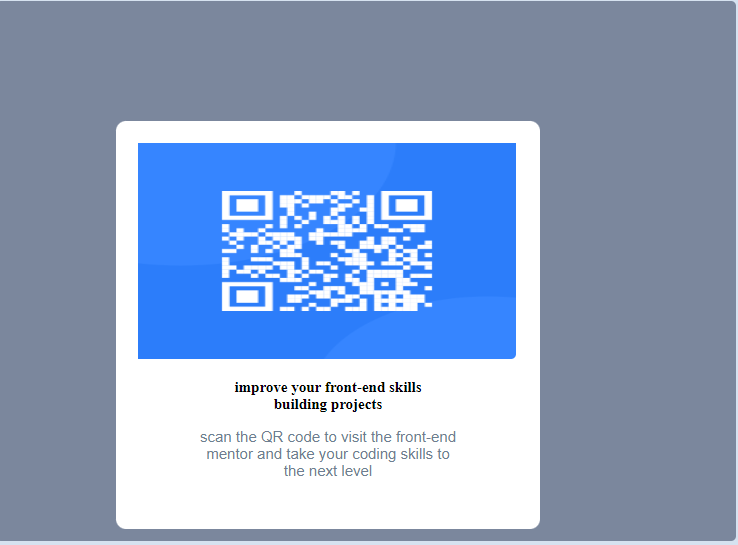 improve your front-end skills
building projects
scan the QR code to visit the front-end
mentor and take your coding skills to
the next level